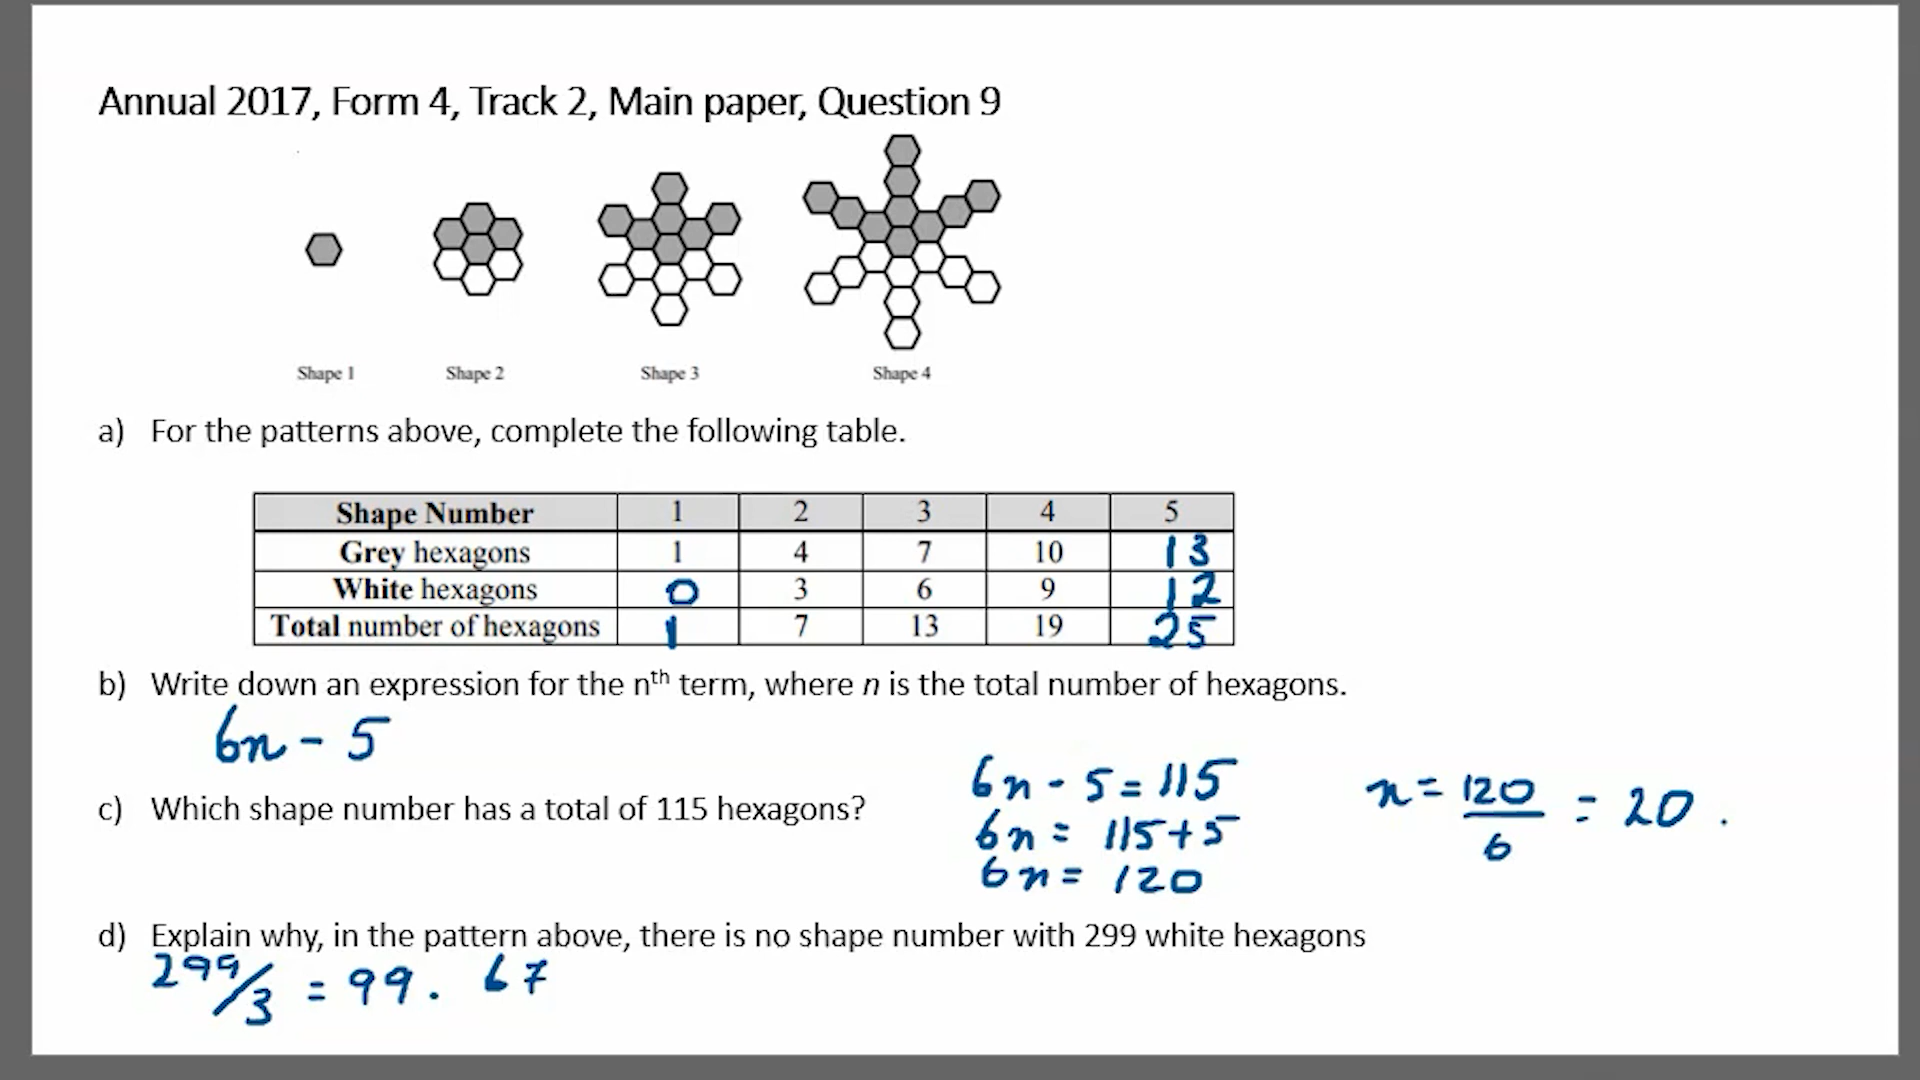 Annual 2017, Form 4, Track 2, Main paper, Question 9
Shape 1 Shape 2 Shape 3 Shape 4
a) For the patterns above, complete the following table.
Shape Number 1 2 3 4 5
Grey hexagons 1 4 7 10 13
White hexagons 0 3 6 9 12
Total number of hexagons 1 7 13 19 25
b) Write down an expression for the nth term, where n is the total number of hexagons.
6n - 5
c) Which shape number has a total of 115 hexagons?
6n - 5 = 115
6n = 115 + 5
6n = 120
n = 120/6 = 20.
d) Explain why, in the pattern above, there is no shape number with 299 white hexagons
299/3 = 99.67